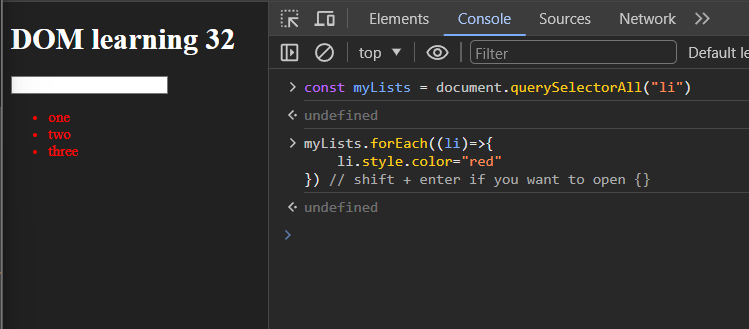 DOM learning 32
one
two
three
Elements Console Sources Network
top Filter Default le
const myLists = document.querySelectorAll("li")
undefined
myLists.forEach((li)=>{
li.style.color="red"
}) // shift + enter if you want to open {}
undefined